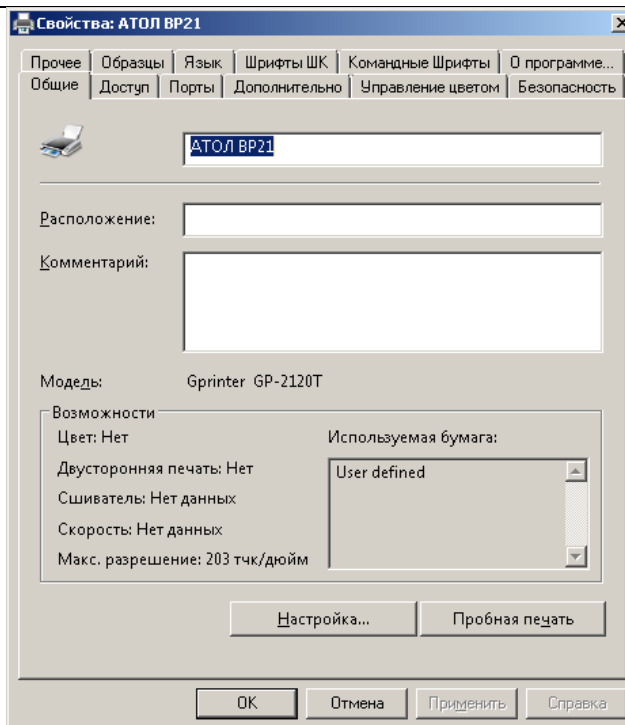 Свойства: АТОЛ BP21
Прочее Образцы Язык Шрифты ШК Командные Шрифты О программе...
Общие Доступ Порты Дополнительно Управление цветом Безопасность
АТОЛ BP21
Расположение:
Комментарий:
Модель: Gprinter GP-2120T
Возможности
Цвет: Нет Используемая бумага:
Двусторонняя печать: Нет User defined
Сшиватель: Нет данных
Скорость: Нет данных
Макс. разрешение: 203 тчк/дюйм
Настройка... Пробная печать
OK Отмена Применить Справка